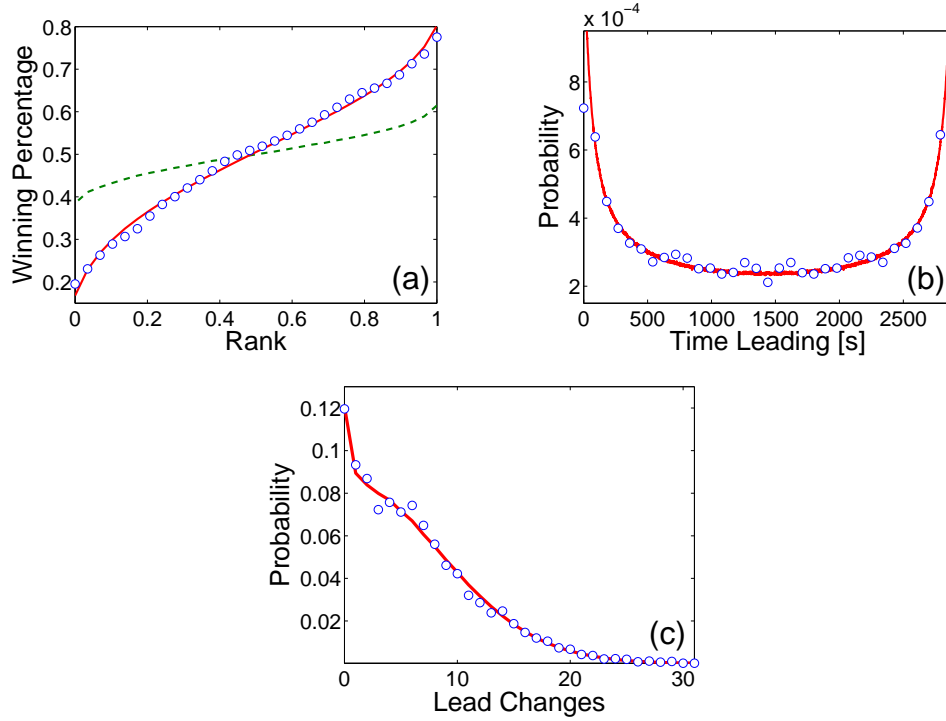 0.8
0.7
0.6
0.5
0.4
0.3
0.2
Winning Percentage
(a)
0 0.2 0.4 0.6 0.8 1
Rank
x 10⁻⁴
8
6
4
2
Probability
(b)
0 500 1000 1500 2000 2500
Time Leading [s]
0.12
0.1
0.08
0.06
0.04
0.02
Probability
(c)
0 10 20 30
Lead Changes